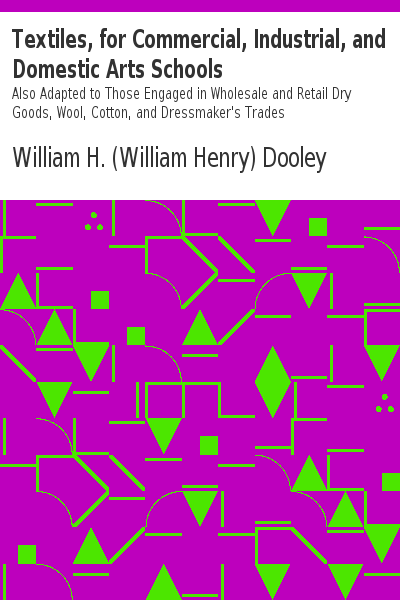 Textiles, for Commercial, Industrial, and
Domestic Arts Schools
Also Adapted to Those Engaged in Wholesale and Retail Dry
Goods, Wool, Cotton, and Dressmaker's Trades
William H. (William Henry) Dooley